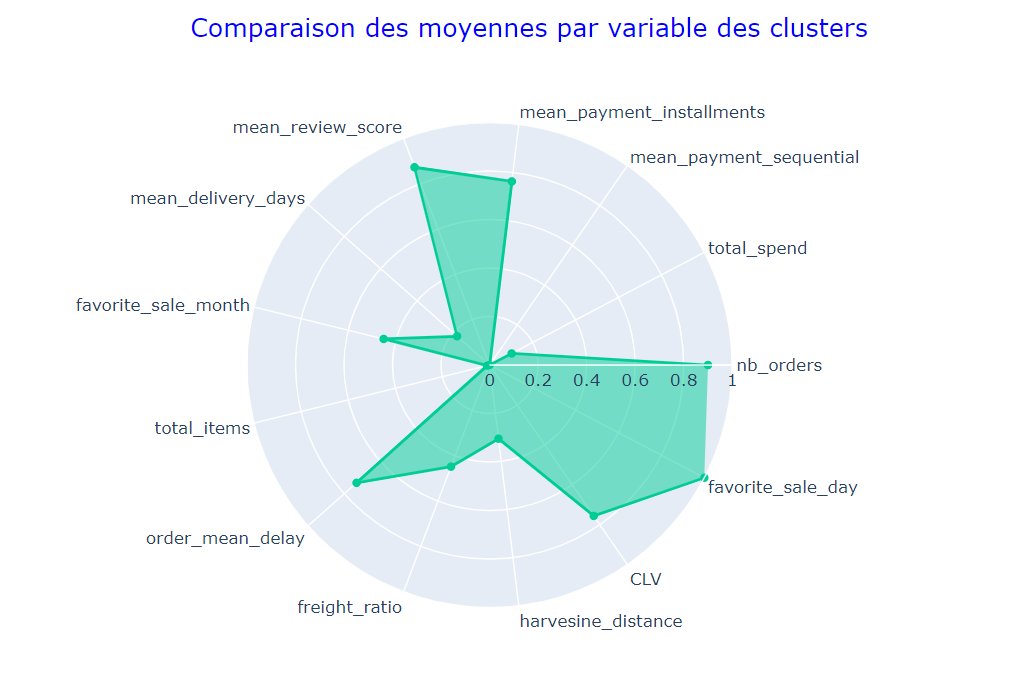 Comparaison des moyennes par variable des clusters
mean_payment_installments
mean_review_score
mean_payment_sequential
mean_delivery_days
total_spend
favorite_sale_month
nb_orders
0 0.2 0.4 0.6 0.8 1
total_items
favorite_sale_day
order_mean_delay
CLV
freight_ratio
harvesine_distance